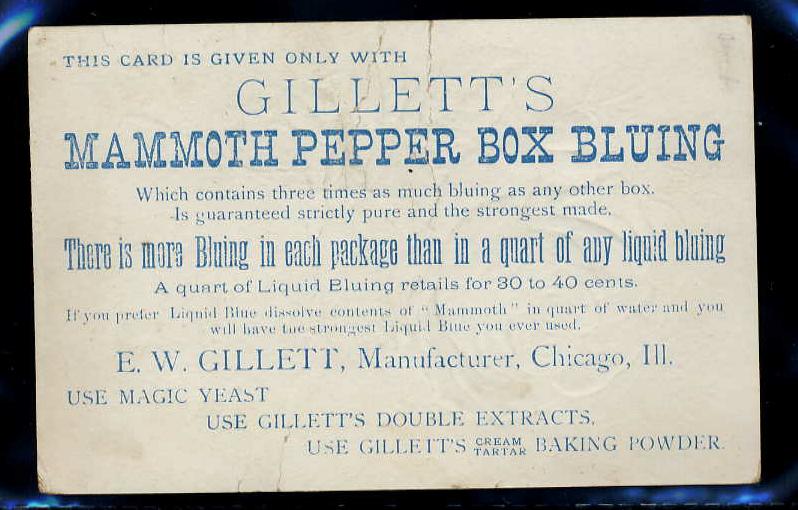 THIS CARD IS GIVEN ONLY WITH
GILLETT'S
MAMMOTH PEPPER BOX BLUING
Which contains three times as much bluing as any other box.
Is guaranteed strictly pure and the strongest made.
There is more Bluing in each package than in a quart of any liquid bluing
A quart of Liquid Bluing retails for 30 to 40 cents.
If you prefer Liquid Blue dissolve contents of "Mammoth" in quart of water and you
will have the strongest Liquid Blue you ever used.
E. W. GILLETT, Manufacturer, Chicago, Ill.
USE MAGIC YEAST
USE GILLETT'S DOUBLE EXTRACTS.
USE GILLETT'S CREAM TARTAR BAKING POWDER.